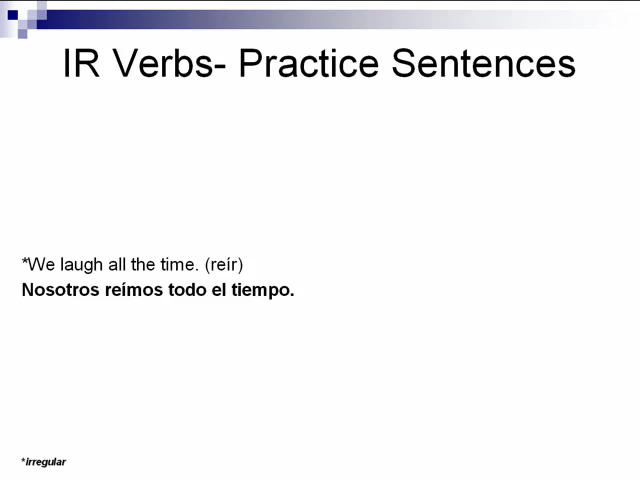 IR Verbs- Practice Sentences
*We laugh all the time. (reír)
Nosotros reímos todo el tiempo.
*irregular